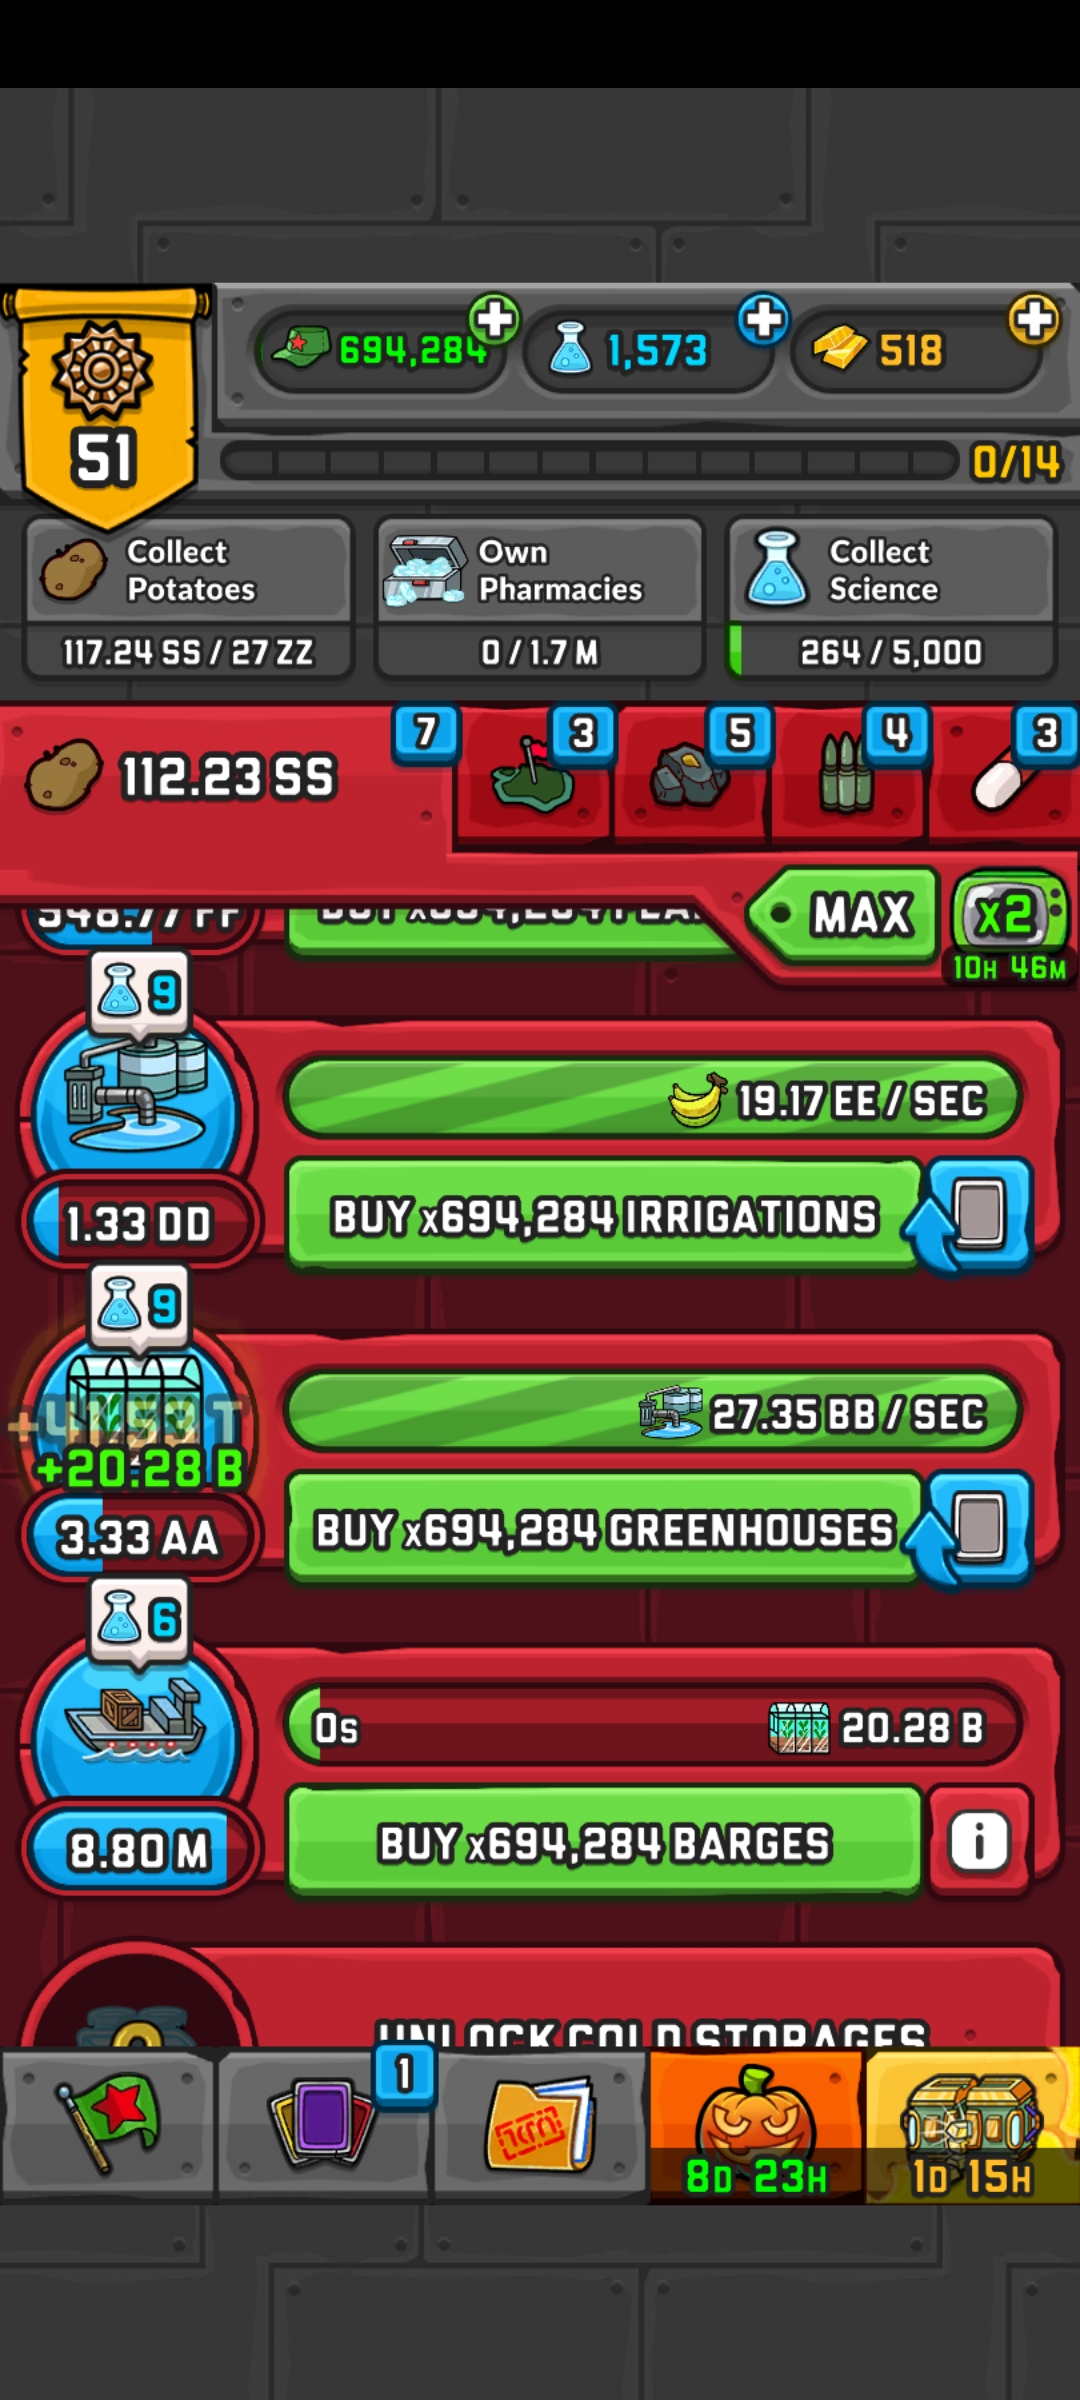 694,284
1,573
518
51
0/14
Collect
Potatoes
Own
Pharmacies
Collect
Science
117.24 SS / 27 ZZ
0 / 1.7 M
264 / 5,000
7
3
5
4
3
112.23 SS
MAX
x2
10H 46M
9
19.17 EE / SEC
1.33 DD
BUY x694,284 IRRIGATIONS
9
27.35 BB / SEC
+20.28 B
3.33 AA
BUY x694,284 GREENHOUSES
6
0s
20.28 B
8.80 M
BUY x694,284 BARGES
i
UNLOCK COLD STORAGES
1
8D 23H
1D 15H